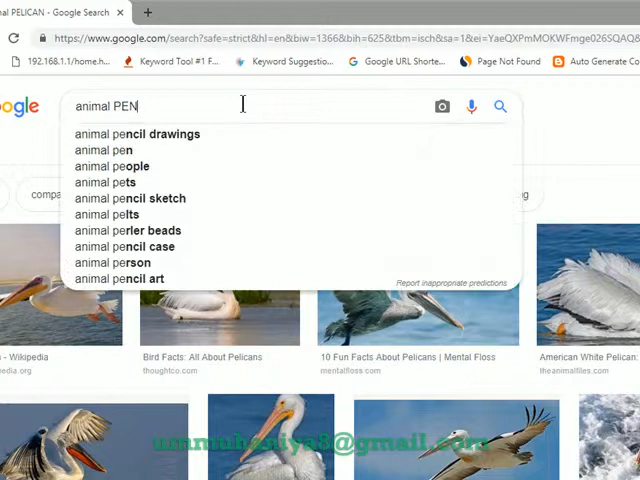 nal PELICAN - Google Search
https://www.google.com/search?safe=strict&hl=en&biw=1366&bih=625&tbm=isch&sa=1&ei=YaeQXPMOKWFmge026SQAQ&
192.168.1.1/home.h...
Keyword Tool #1 F...
Keyword Suggestio...
Google URL Shorte...
Page Not Found
Auto Generate Co
ogle
animal PEN
animal pencil drawings
animal pen
animal people
animal pets
animal pencil sketch
animal pelts
animal perler beads
animal pencil case
animal person
animal pencil art
Report inappropriate predictions
compa
ng
n - Wikipedia
pedia.org
Bird Facts: All About Pelicans
thoughtco.com
10 Fun Facts About Pelicans | Mental Floss
mentalfloss.com
American White Pelican:
theanimalfiles.com
ummuhaniya8@gmail.com